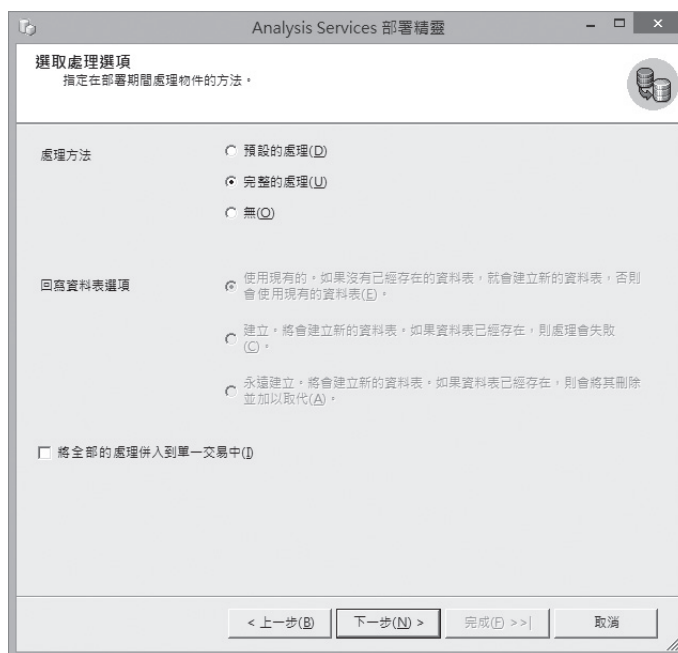 Analysis Services 部署精靈
選取處理選項
指定在部署期間處理物件的方法。
處理方法
預設的處理(D)
完整的處理(U)
無(O)
回寫資料表選項
使用現有的。如果沒有已經存在的資料表，就會建立新的資料表，否則
會使用現有的資料表(E)。
建立。將會建立新的資料表。如果資料表已經存在，則處理會失敗
(C)。
永遠建立。將會建立新的資料表。如果資料表已經存在，則會將其刪除
並加以取代(A)。
將全部的處理併入到單一交易中(I)
< 上一步(B)
下一步(N) >
完成(F) >>|
取消